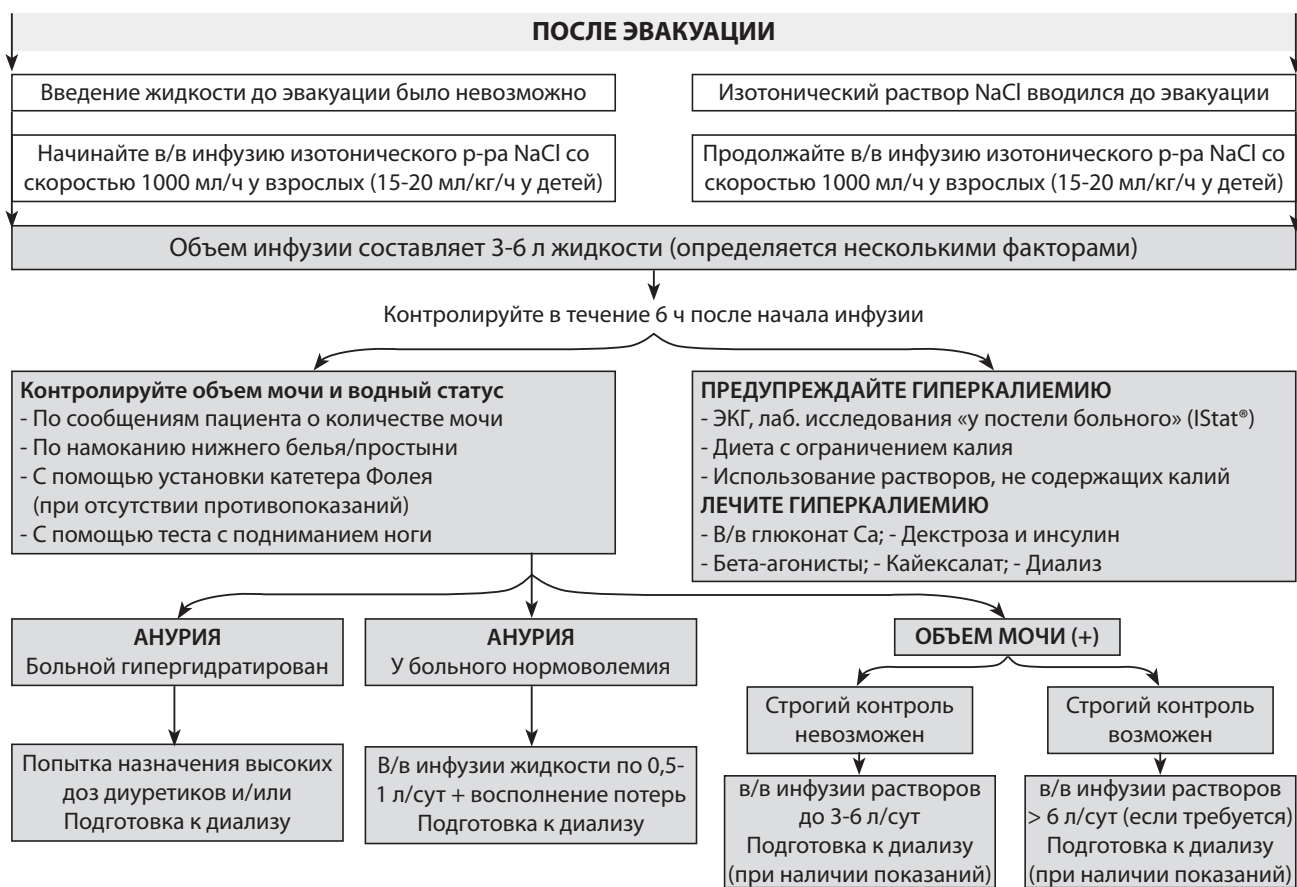 ПОСЛЕ ЭВАКУАЦИИ
Введение жидкости до эвакуации было невозможно
Изотонический раствор NaCl вводился до эвакуации
Начинайте в/в инфузию изотонического р-ра NaCl со
скоростью 1000 мл/ч у взрослых (15-20 мл/кг/ч у детей)
Продолжайте в/в инфузию изотонического р-ра NaCl со
скоростью 1000 мл/ч у взрослых (15-20 мл/кг/ч у детей)
Объем инфузии составляет 3-6 л жидкости (определяется несколькими факторами)
Контролируйте в течение 6 ч после начала инфузии
Контролируйте объем мочи и водный статус
- По сообщениям пациента о количестве мочи
- По намоканию нижнего белья/простыни
- С помощью установки катетера Фолея
(при отсутствии противопоказаний)
- С помощью теста с подниманием ноги
ПРЕДУПРЕЖДАЙТЕ ГИПЕРКАЛИЕМИЮ
- ЭКГ, лаб. исследования «у постели больного» (IStat®)
- Диета с ограничением калия
- Использование растворов, не содержащих калий
ЛЕЧИТЕ ГИПЕРКАЛИЕМИЮ
- В/в глюконат Ca; - Декстроза и инсулин
- Бета-агонисты; - Кайексалат; - Диализ
АНУРИЯ
Больной гипергидратирован
АНУРИЯ
У больного нормоволемия
ОБЪЕМ МОЧИ (+)
Строгий контроль
невозможен
Строгий контроль
возможен
Попытка назначения высоких
доз диуретиков и/или
Подготовка к диализу
В/в инфузии жидкости по 0,5-
1 л/сут + восполнение потерь
Подготовка к диализу
в/в инфузии растворов
до 3-6 л/сут
Подготовка к диализу
(при наличии показаний)
в/в инфузии растворов
> 6 л/сут (если требуется)
Подготовка к диализу
(при наличии показаний)